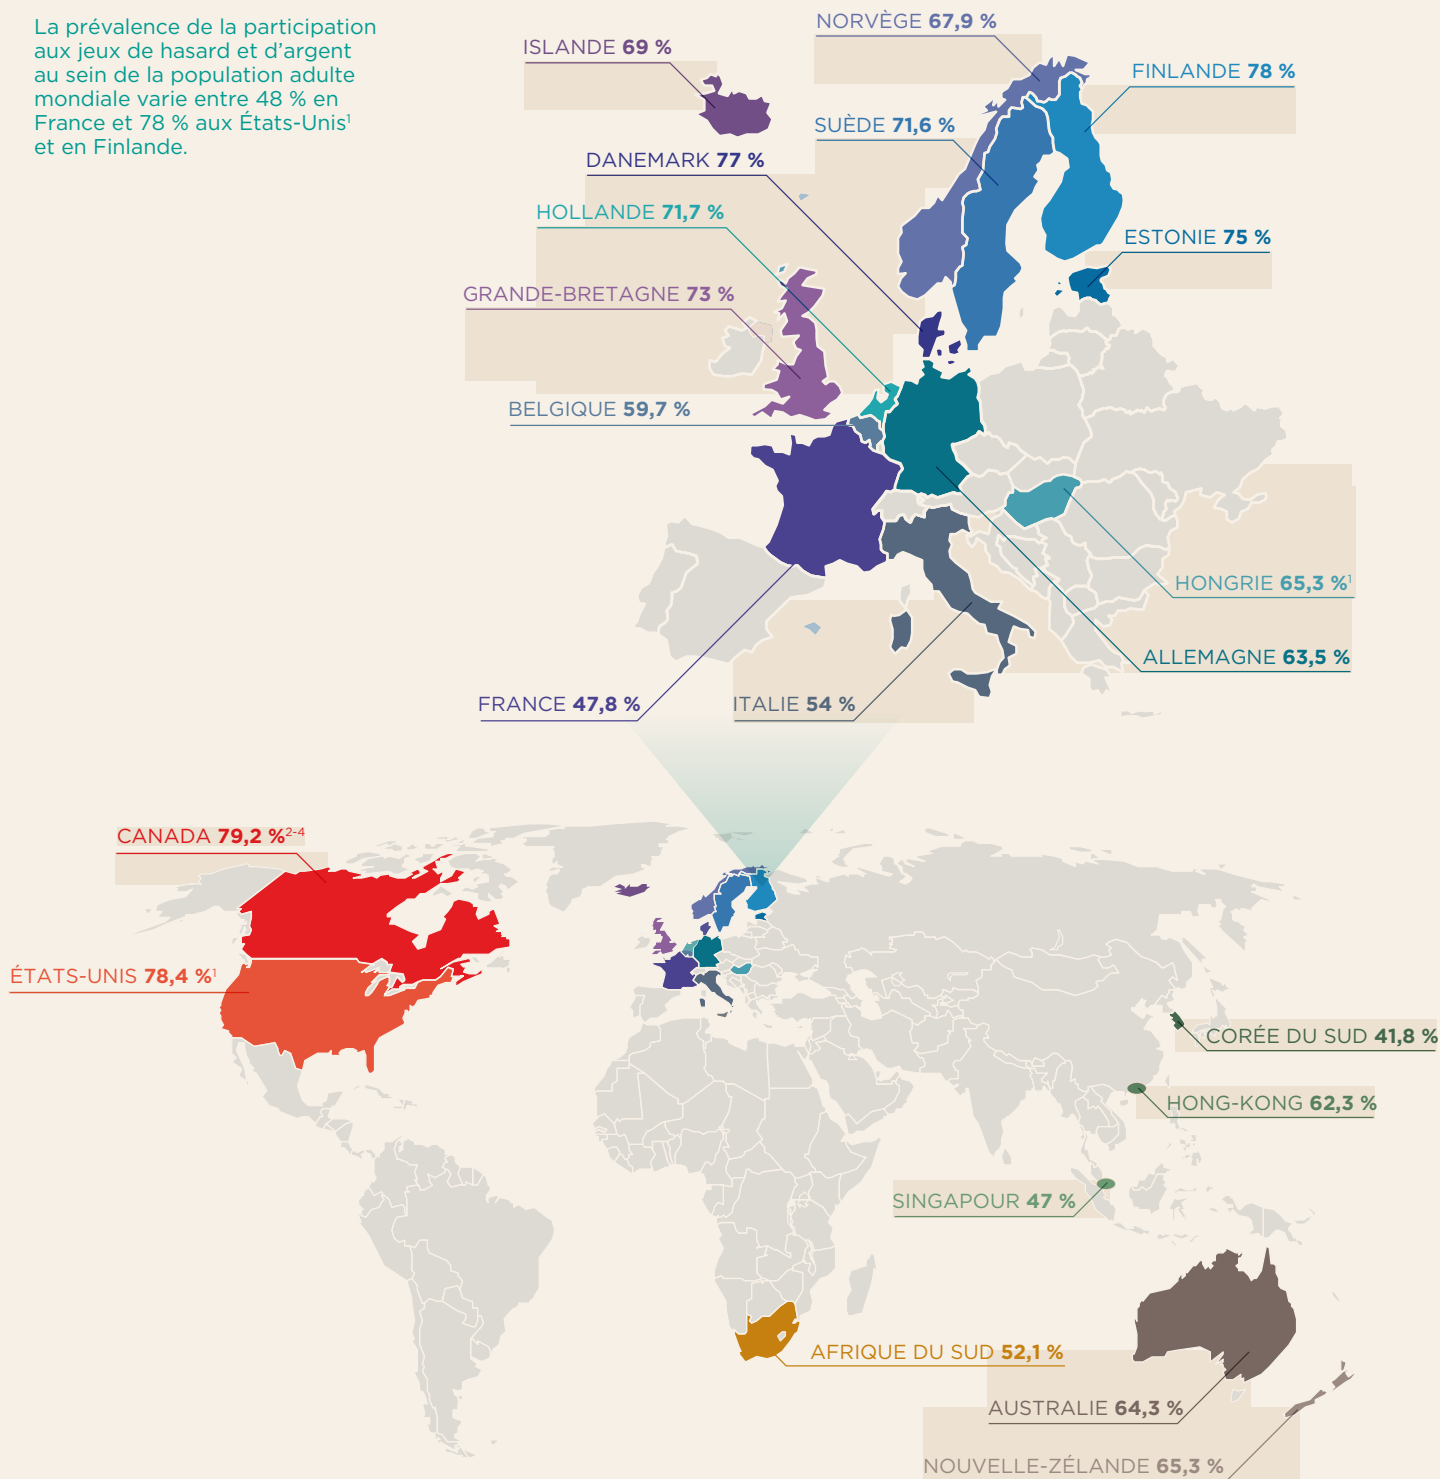 La prévalence de la participation
aux jeux de hasard et d’argent
au sein de la population adulte
mondiale varie entre 48 % en
France et 78 % aux États-Unis¹
et en Finlande.
NORVÈGE 67,9 %
ISLANDE 69 %
FINLANDE 78 %
SUÈDE 71,6 %
DANEMARK 77 %
HOLLANDE 71,7 %
ESTONIE 75 %
GRANDE-BRETAGNE 73 %
BELGIQUE 59,7 %
HONGRIE 65,3 %¹
ALLEMAGNE 63,5 %
FRANCE 47,8 %
ITALIE 54 %
CANADA 79,2 %²⁻⁴
ÉTATS-UNIS 78,4 %¹
CORÉE DU SUD 41,8 %
HONG-KONG 62,3 %
SINGAPOUR 47 %
AFRIQUE DU SUD 52,1 %
AUSTRALIE 64,3 %
NOUVELLE-ZÉLANDE 65,3 %